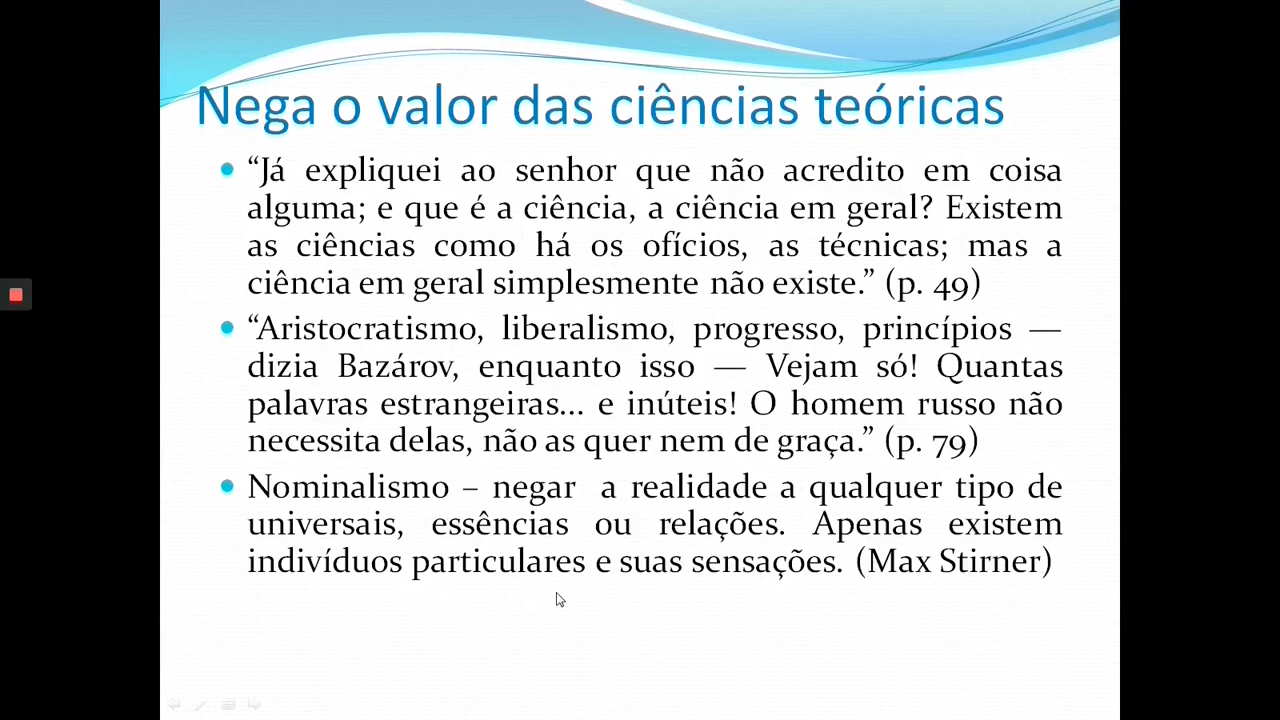 Nega o valor das ciências teóricas
“Já expliquei ao senhor que não acredito em coisa
alguma; e que é a ciência, a ciência em geral? Existem
as ciências como há os ofícios, as técnicas; mas a
ciência em geral simplesmente não existe.” (p. 49)
“Aristocratismo, liberalismo, progresso, princípios —
dizia Bazárov, enquanto isso — Vejam só! Quantas
palavras estrangeiras... e inúteis! O homem russo não
necessita delas, não as quer nem de graça.” (p. 79)
Nominalismo – negar a realidade a qualquer tipo de
universais, essências ou relações. Apenas existem
indivíduos particulares e suas sensações. (Max Stirner)